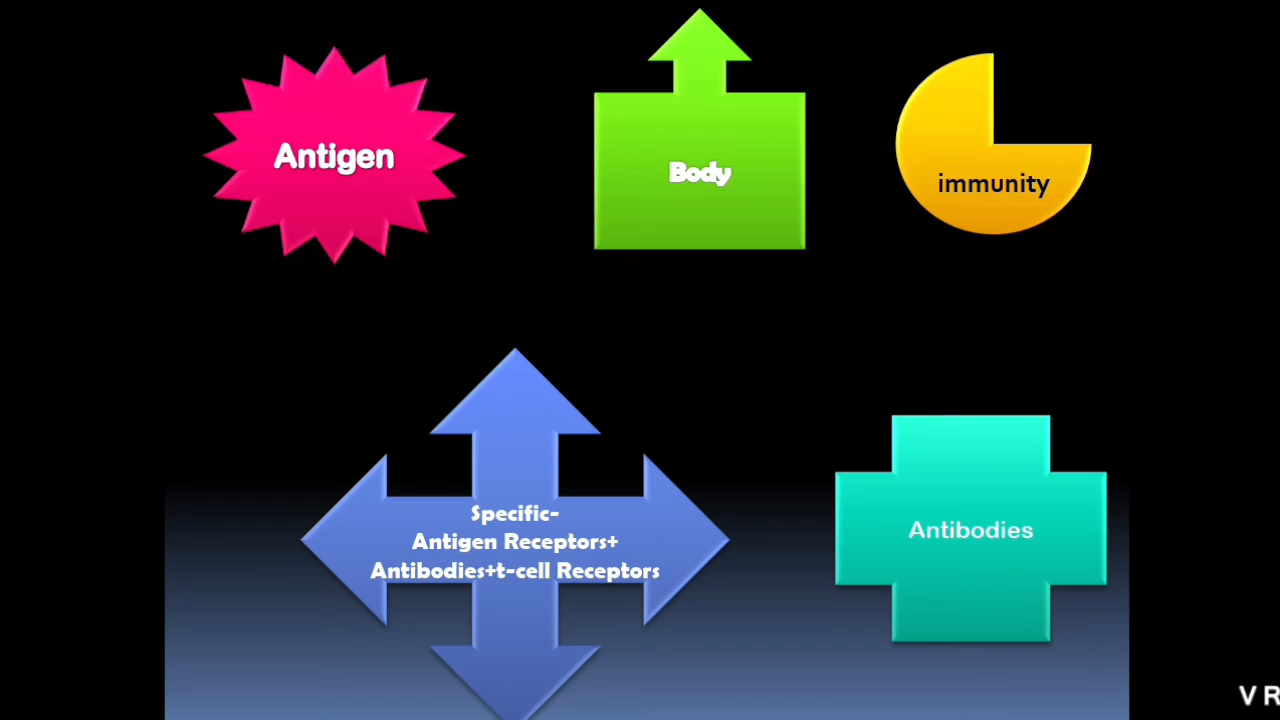 Antigen
Body
immunity
Specific-
Antigen Receptors+
Antibodies+t-cell Receptors
Antibodies
V R